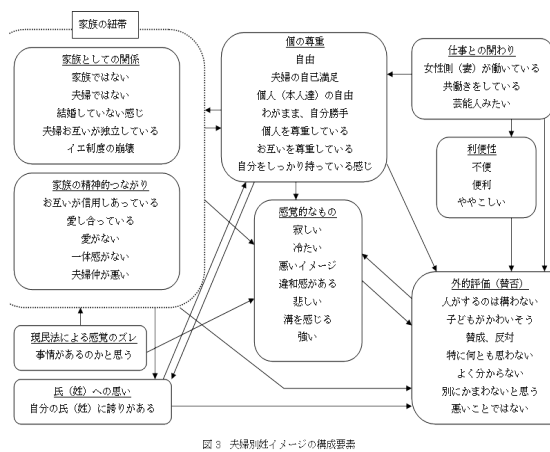 家族の紐帯
家族としての関係
家族ではない
夫婦ではない
結婚していない感じ
夫婦お互いが独立している
イエ制度の崩壊
家族の精神的つながり
お互いが信用しあっている
愛し合っている
愛がない
一体感がない
夫婦仲が悪い
現民法による感覚のズレ
事情があるのかと思う
氏(姓)への思い
自分の氏(姓)に誇りがある
個の尊重
自由
夫婦の自己満足
個人(本人達)の自由
わがまま、自分勝手
個人を尊重している
お互いを尊重している
自分をしっかり持っている感じ
感覚的なもの
寂しい
冷たい
悪いイメージ
違和感がある
悲しい
溝を感じる
強い
仕事との関わり
女性側(妻)が働いている
共働きをしている
芸能人みたい
利便性
不便
便利
ややこしい
外的評価(賛否)
人がするのは構わない
子どもがかわいそう
賛成、反対
特に何とも思わない
よく分からない
別にかまわないと思う
悪いことではない
図3 夫婦別姓イメージの構成要素